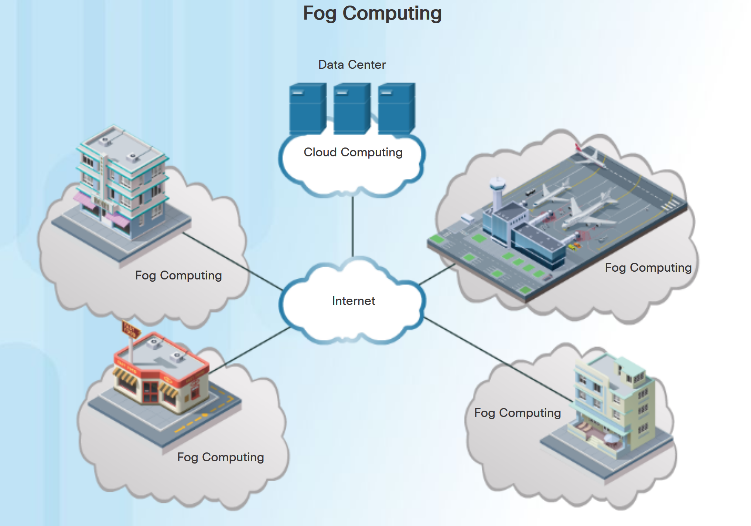 Fog Computing
Data Center
Cloud Computing
Fog Computing
Fog Computing
Internet
Fog Computing
Fog Computing